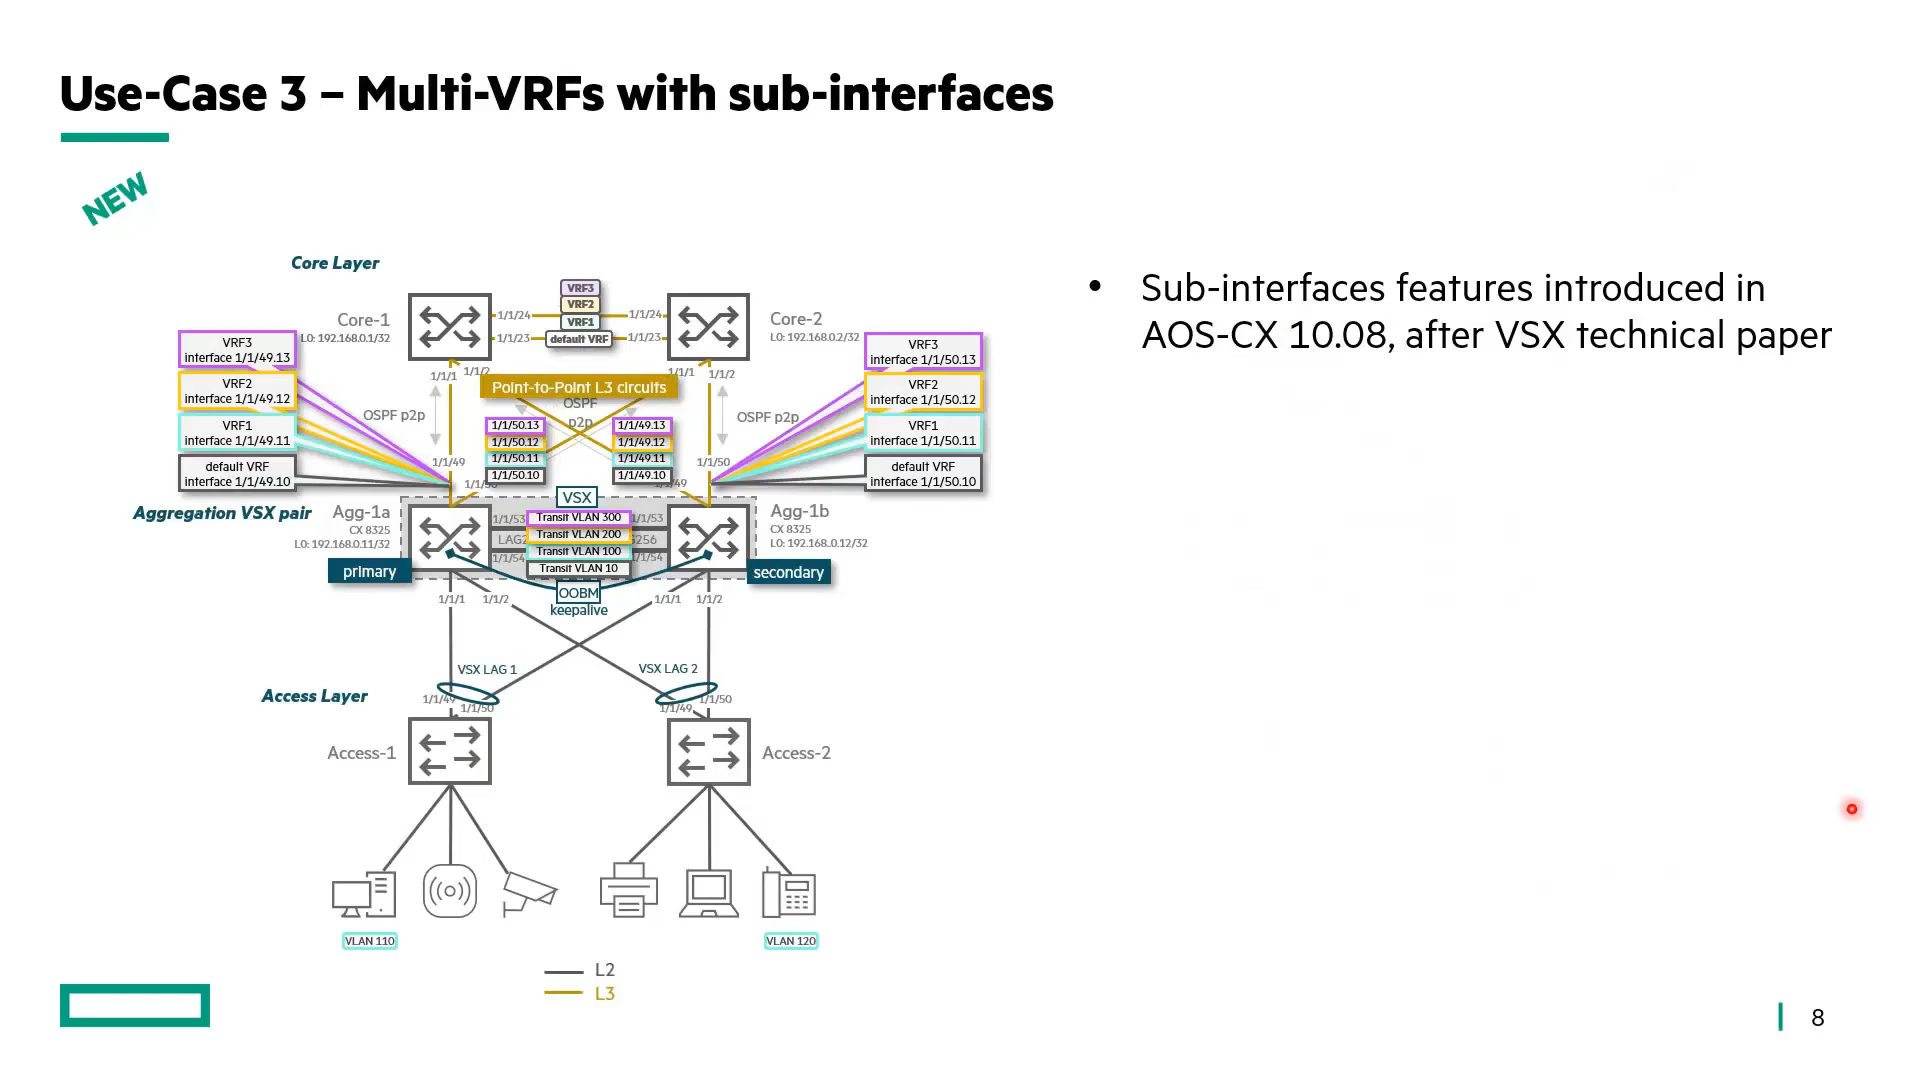 Use-Case 3 – Multi-VRFs with sub-interfaces
NEW
• Sub-interfaces features introduced in
AOS-CX 10.08, after VSX technical paper
Core Layer
Core-1
L0: 192.168.0.1/32
Core-2
L0: 192.168.0.2/32
VRF3
VRF2
VRF1
default VRF
1/1/24
1/1/24
1/1/23
1/1/23
VRF3
interface 1/1/49.13
VRF2
interface 1/1/49.12
VRF1
interface 1/1/49.11
default VRF
interface 1/1/49.10
VRF3
interface 1/1/50.13
VRF2
interface 1/1/50.12
VRF1
interface 1/1/50.11
default VRF
interface 1/1/50.10
1/1/1
1/1/2
1/1/1
1/1/2
Point-to-Point L3 circuits
OSPF p2p
OSPF
p2p
OSPF p2p
1/1/50.13
1/1/50.12
1/1/50.11
1/1/50.10
1/1/49.13
1/1/49.12
1/1/49.11
1/1/49.10
1/1/49
1/1/50
Aggregation VSX pair
Agg-1a
CX 8325
L0: 192.168.0.11/32
primary
VSX
1/1/53
1/1/53
Transit VLAN 300
Transit VLAN 200
Transit VLAN 100
Transit VLAN 10
1/1/54
1/1/54
OOBM
keepalive
Agg-1b
CX 8325
L0: 192.168..0.12/32
secondary
1/1/1
1/1/2
1/1/1
1/1/2
VSX LAG 1
VSX LAG 2
Access Layer
1/1/49
1/1/50
1/1/49
1/1/50
Access-1
Access-2
VLAN 110
VLAN 120
L2
L3
8